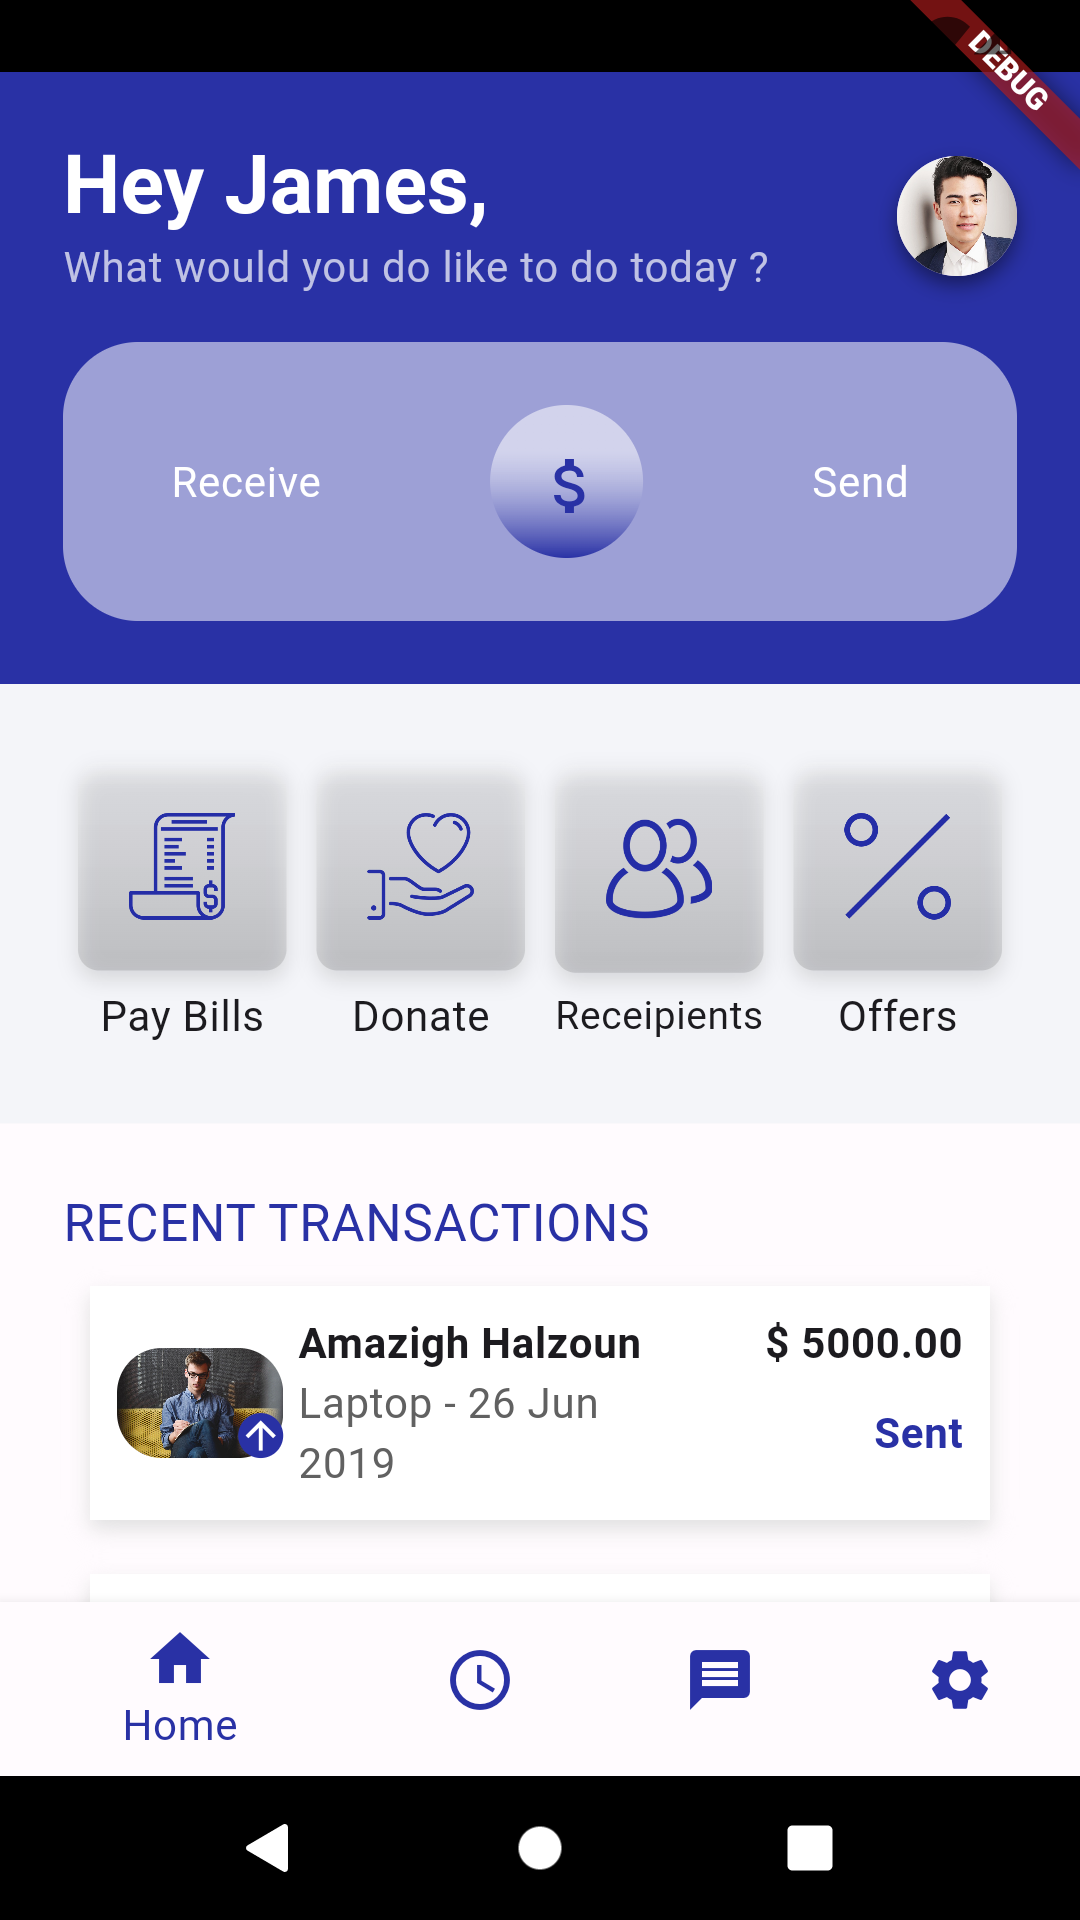 DEBUG
Hey James,
What would you do like to do today ?
Receive
$
Send
$
Pay Bills
Donate
Receipients
Offers
RECENT TRANSACTIONS
Amazigh Halzoun
$ 5000.00
Laptop - 26 Jun
2019
Sent
Home